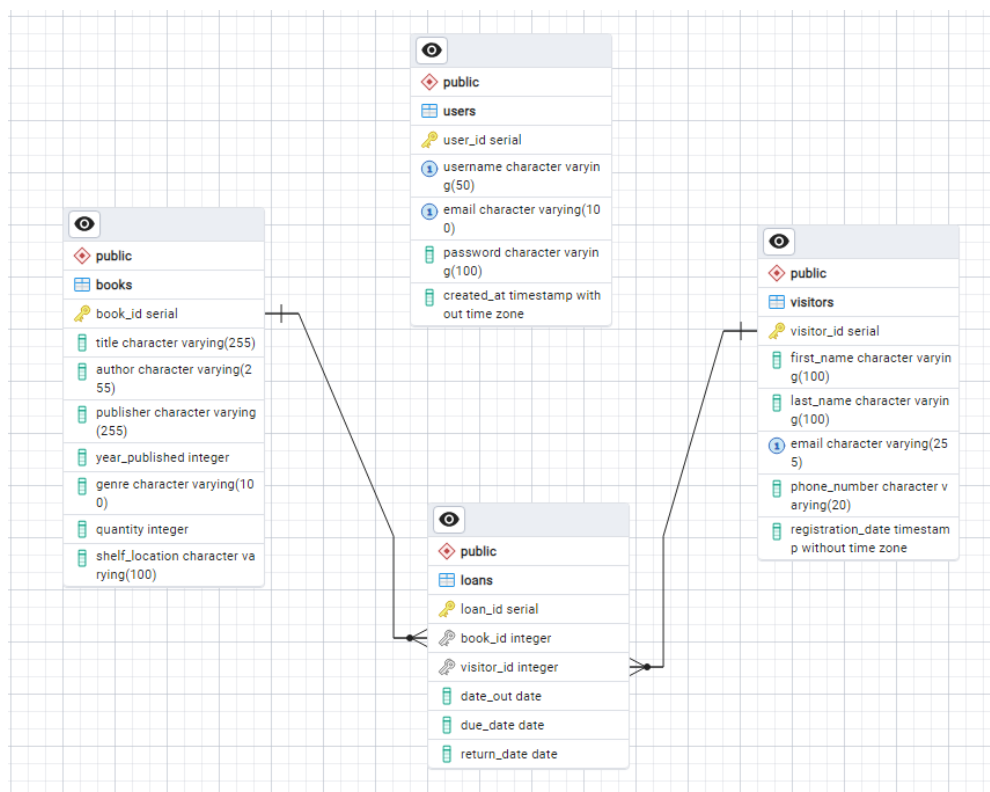 public
users
user_id serial
username character varyin
g(50)
email character varying(10
0)
password character varyin
g(100)
created_at timestamp with
out time zone
public
books
book_id serial
title character varying(255)
author character varying(2
55)
publisher character varying
(255)
year_published integer
genre character varying(10
0)
quantity integer
shelf_location character va
rying(100)
public
visitors
visitor_id serial
first_name character varyin
g(100)
last_name character varyin
g(100)
email character varying(25
5)
phone_number character v
arying(20)
registration_date timestam
p without time zone
public
loans
loan_id serial
book_id integer
visitor_id integer
date_out date
due_date date
return_date date